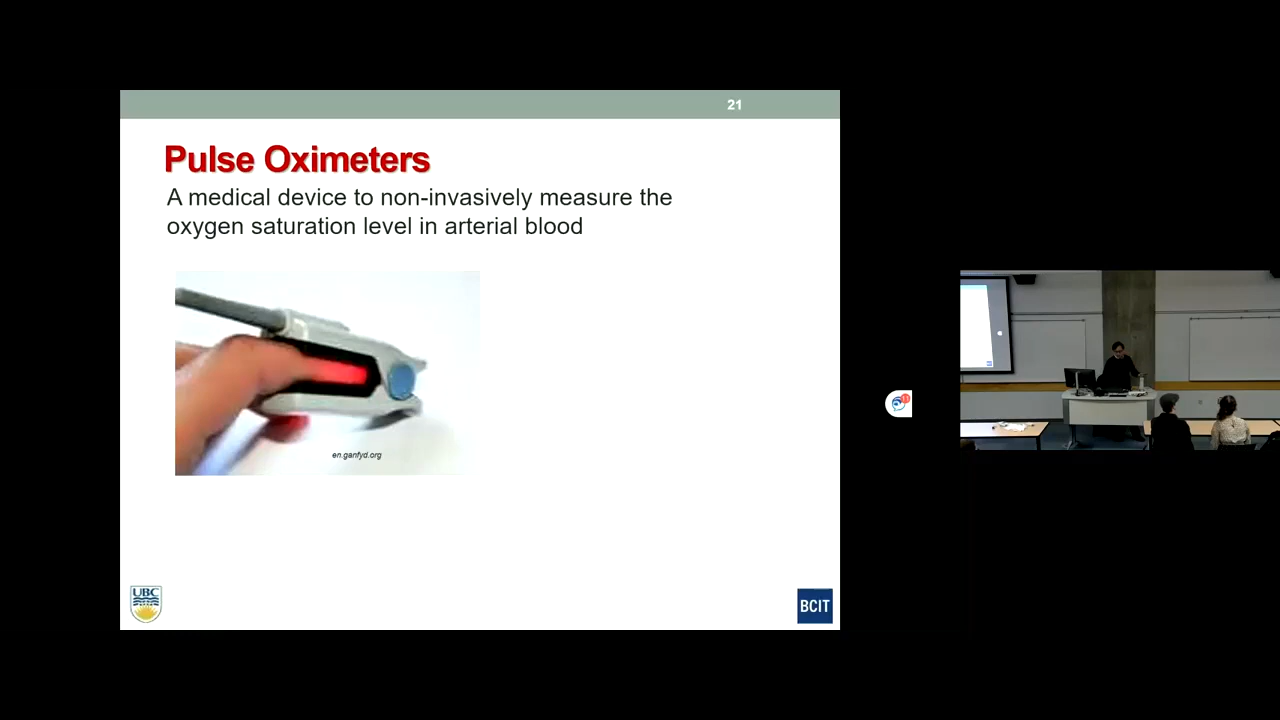 21
Pulse Oximeters
A medical device to non-invasively measure the
oxygen saturation level in arterial blood
en.ganfyd.org
UBC
BCIT